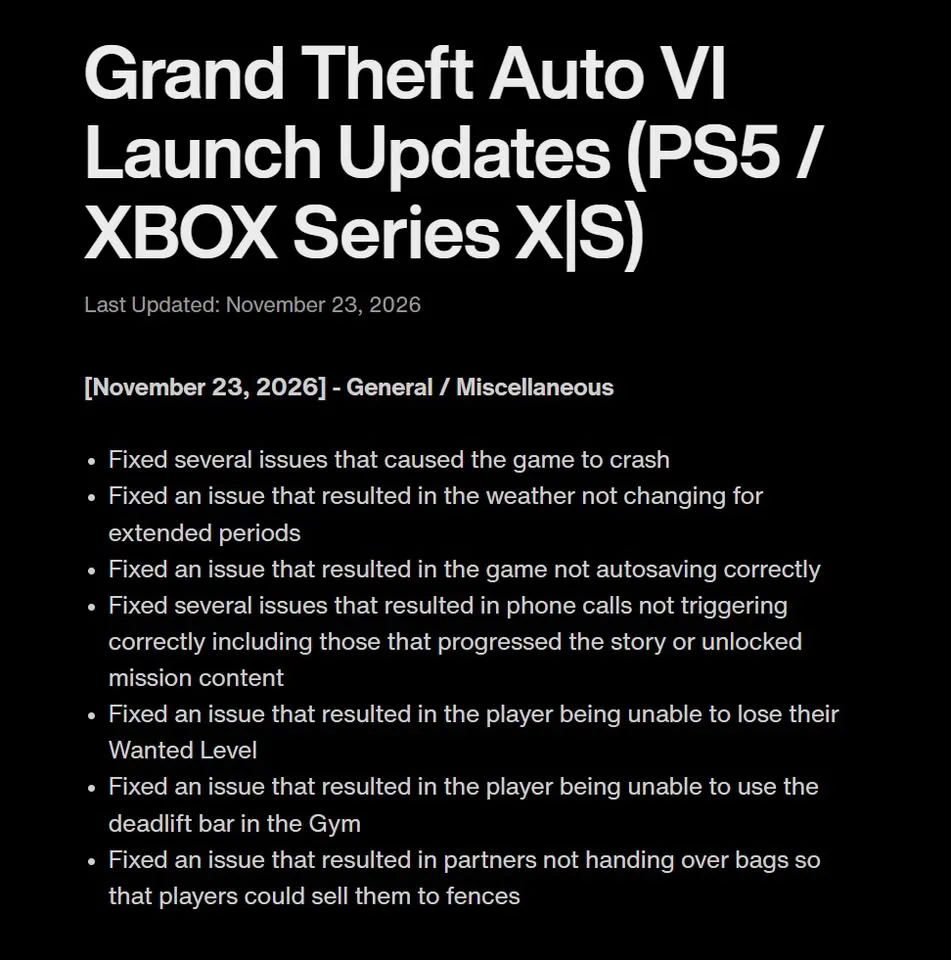 Grand Theft Auto VI
Launch Updates (PS5 /
XBOX Series X|S)
Last Updated: November 23, 2026
[November 23, 2026] - General / Miscellaneous
• Fixed several issues that caused the game to crash
• Fixed an issue that resulted in the weather not changing for
extended periods
• Fixed an issue that resulted in the game not autosaving correctly
• Fixed several issues that resulted in phone calls not triggering
correctly including those that progressed the story or unlocked
mission content
• Fixed an issue that resulted in the player being unable to lose their
Wanted Level
• Fixed an issue that resulted in the player being unable to use the
deadlift bar in the Gym
• Fixed an issue that resulted in partners not handing over bags so
that players could sell them to fences